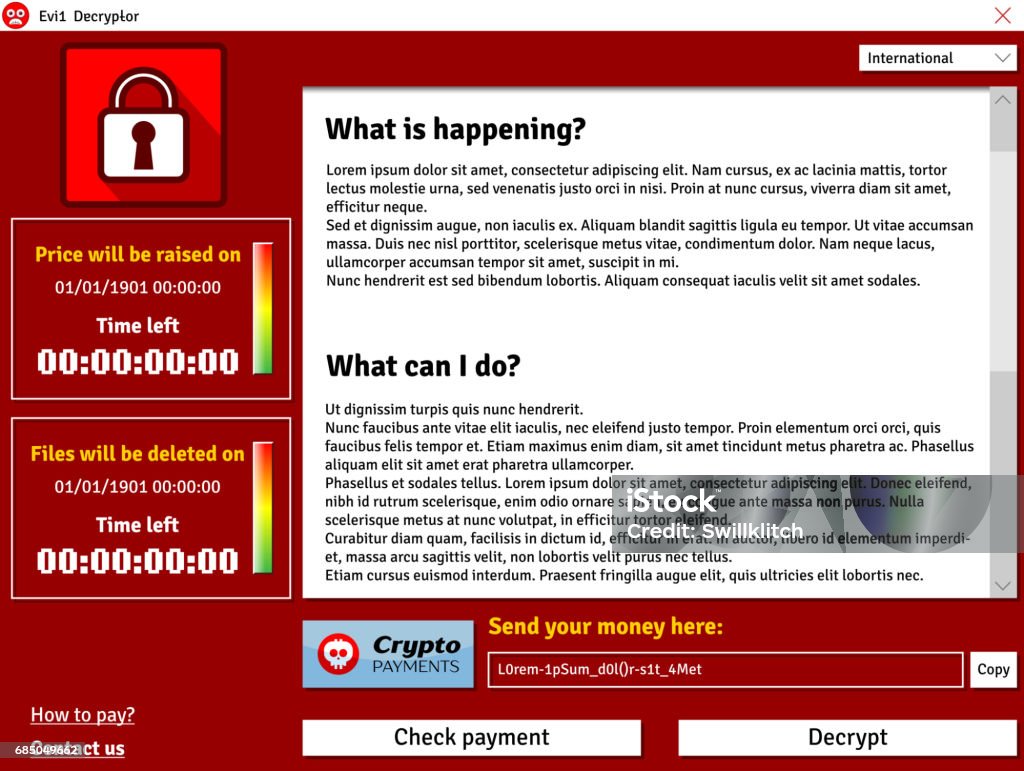 Evi1 Decryptor
International
Price will be raised on
01/01/1901 00:00:00
Time left
00:00:00:00
Files will be deleted on
01/01/1901 00:00:00
Time left
00:00:00:00
What is happening?
Lorem ipsum dolor sit amet, consectetur adipiscing elit. Nam cursus, ex ac lacinia mattis, tortor
lectus molestie urna, sed venenatis justo orci in nisi. Proin at nunc cursus, viverra diam sit amet,
efficitur neque.
Sed et dignissim augue, non iaculis ex. Aliquam blandit sagittis ligula eu tempor. Ut vitae accumsan
massa. Duis nec nisl porttitor, scelerisque metus vitae, condimentum dolor. Nam neque lacus,
ullamcorper accumsan tempor sit amet, suscipit in mi.
Nunc hendrerit est sed bibendum lobortis. Aliquam consequat iaculis velit sit amet sodales.
What can I do?
Ut dignissim turpis quis nunc hendrerit.
Nunc faucibus ante vitae elit iaculis, nec eleifend justo tempor. Proin elementum orci orci, quis
faucibus felis tempor et. Etiam maximus enim diam, sit amet tincidunt metus pharetra ac. Phasellus
aliquam elit sit amet erat pharetra ullamcorper.
Phasellus et sodales tellus. Lorem ipsum dolor sit amet, consectetur adipiscing elit. Donec eleifend,
nibh id rutrum scelerisque, enim odio ornare ante massa non purus. Nulla
scelerisque metus at nunc volutpat, in efficitur tortor eleifend.
Curabitur diam quam, facilisis in dictum id, efficitur in erat. In auctor, libero id elementum imperdi-
et, massa arcu sagittis velit, non lobortis velit purus nec tellus.
Etiam cursus euismod interdum. Praesent fringilla augue elit, quis ultricies elit lobortis nec.
iStock
Credit: Swillklitch
Crypto
PAYMENTS
Send your money here:
L0rem-1pSum_d0l()r-s1t_4Met
Copy
How to pay?
Contact us
685049662
Check payment
Decrypt